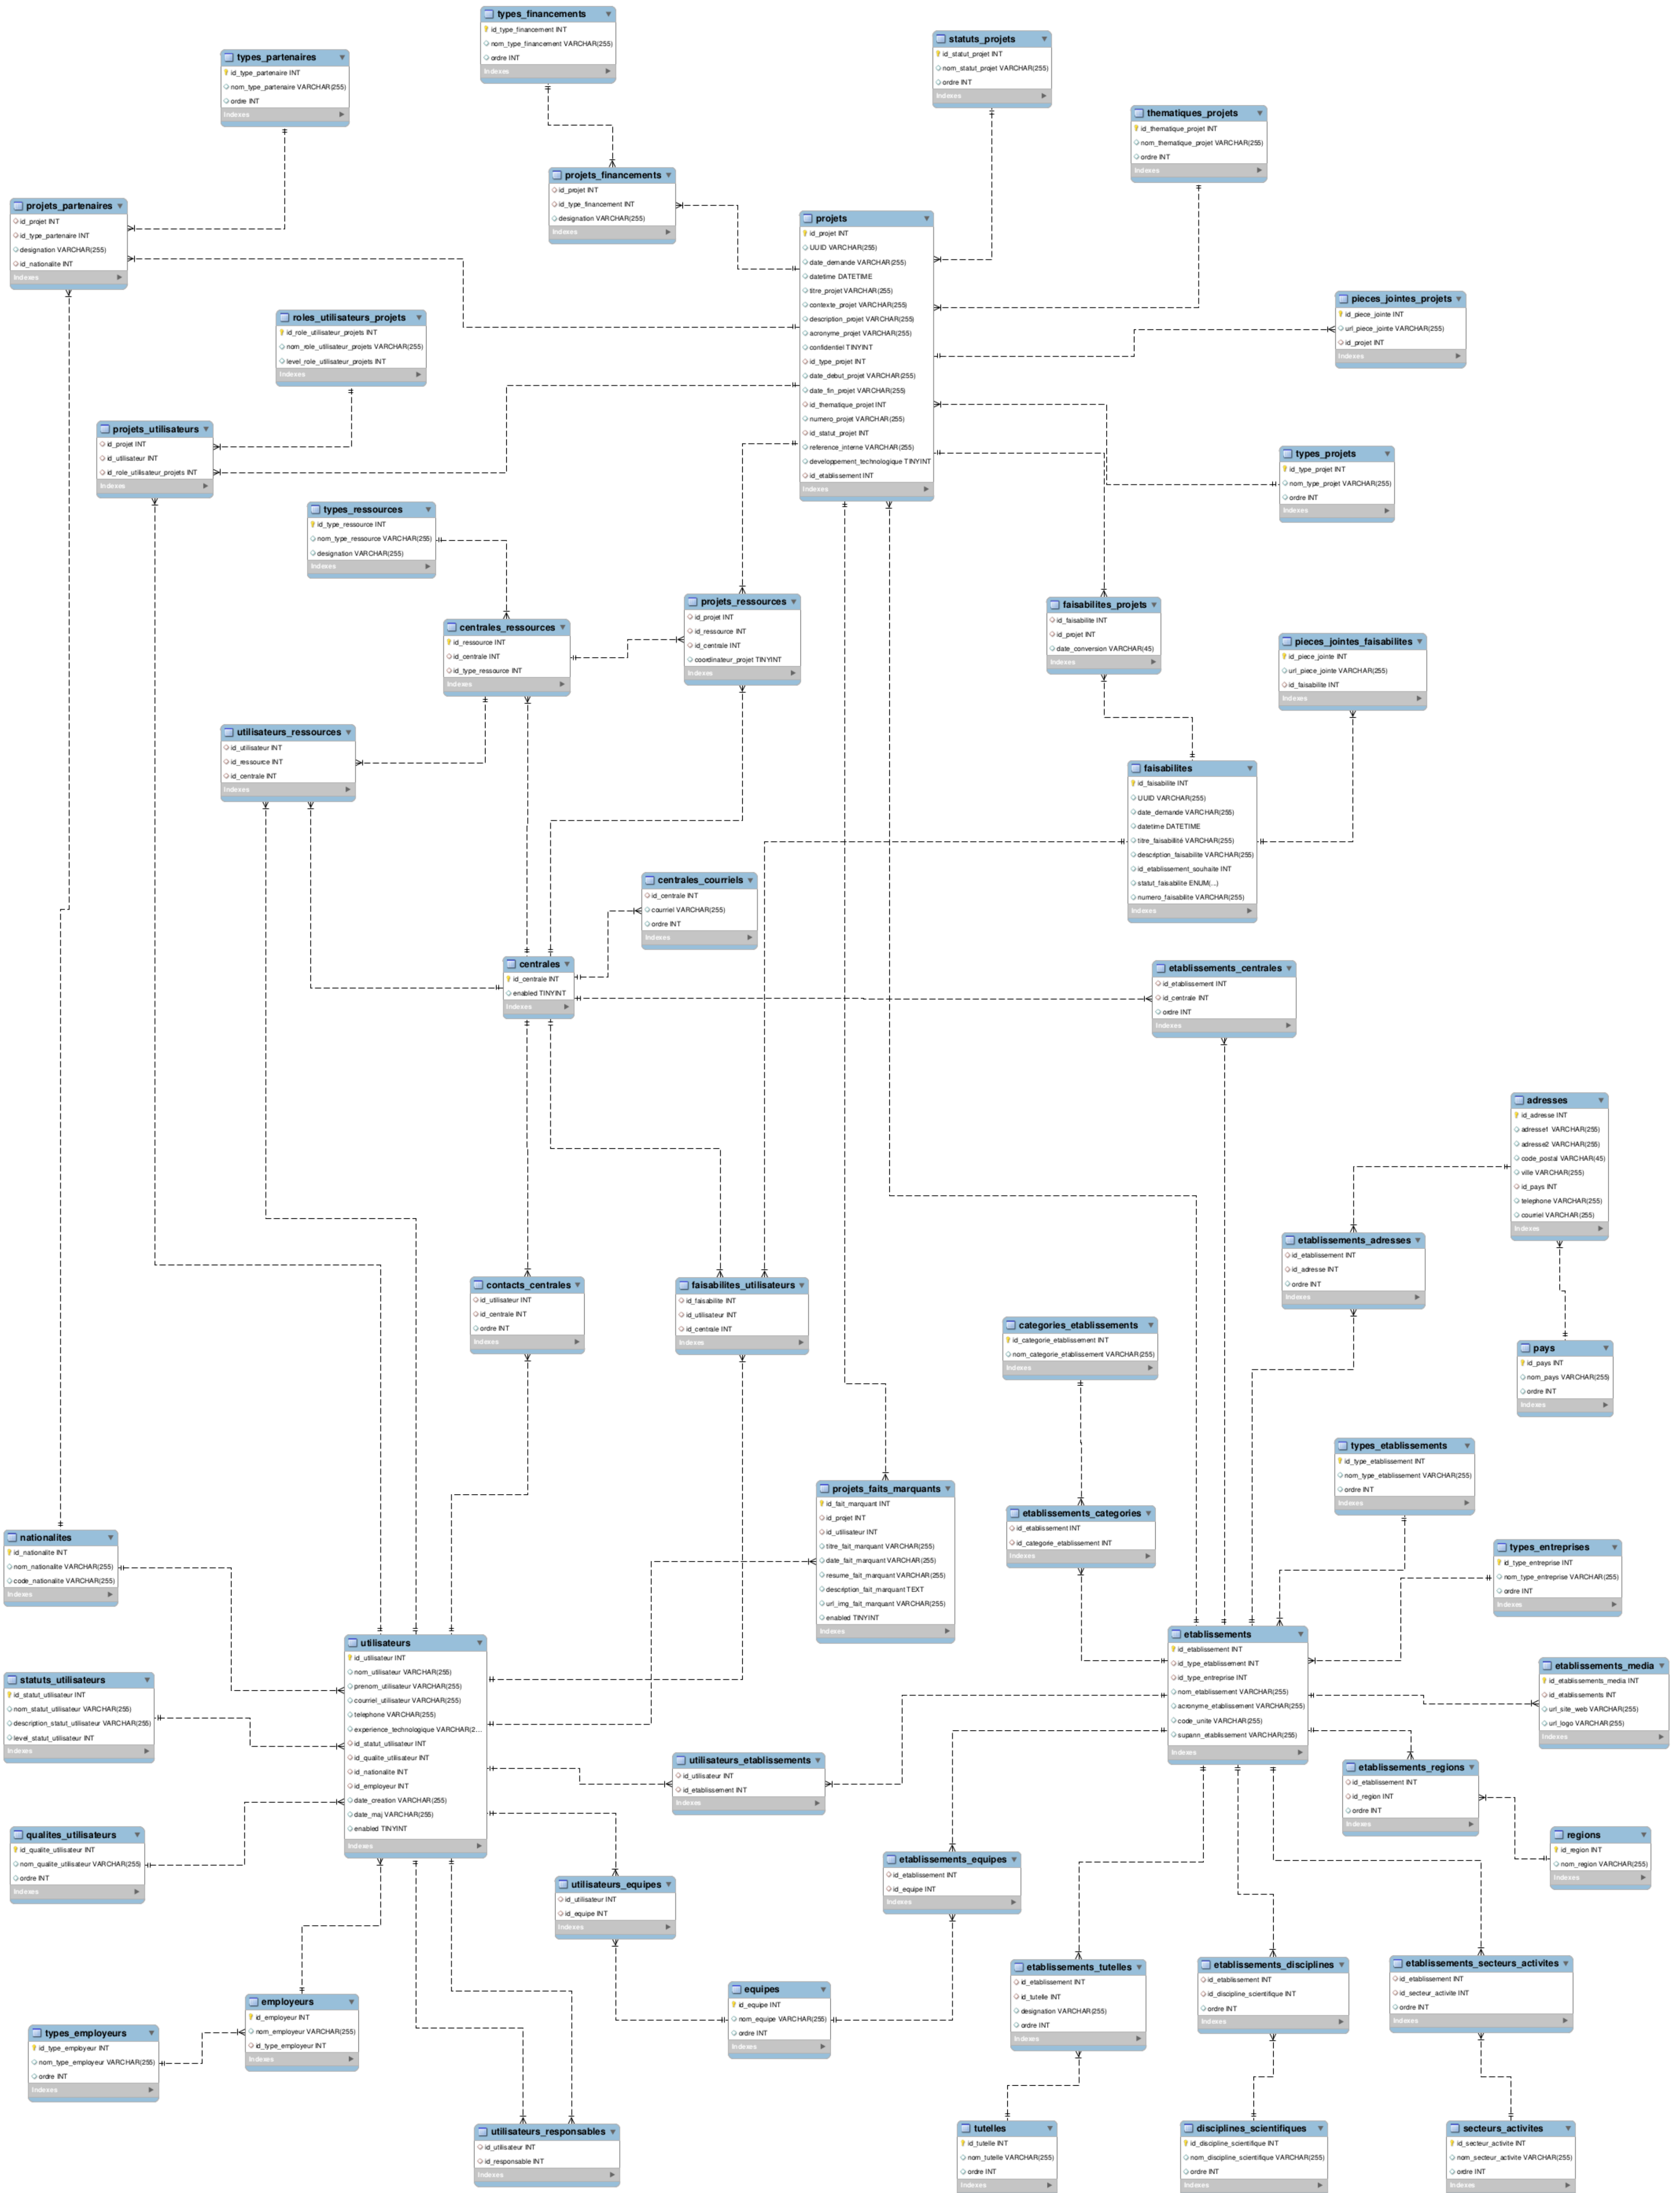 types_financements
id_type_financement INT
nom_type_financement VARCHAR(255)
ordre INT
Indexes
statuts_projets
id_statut_projet INT
nom_statut_projet VARCHAR(255)
ordre INT
Indexes
types_partenaires
id_type_partenaire INT
nom_type_partenaire VARCHAR(255)
ordre INT
Indexes
thematiques_projets
id_thematique_projet INT
nom_thematique_projet VARCHAR(255)
ordre INT
Indexes
projets_financements
id_projet INT
id_type_financement INT
designation VARCHAR(255)
Indexes
projets_partenaires
id_projet INT
id_type_partenaire INT
designation VARCHAR(255)
id_nationalite INT
Indexes
projets
id_projet INT
UUID VARCHAR(255)
date_demande VARCHAR(255)
datetime DATETIME
titre_projet VARCHAR(255)
contexte_projet VARCHAR(255)
description_projet VARCHAR(255)
acronyme_projet VARCHAR(255)
confidentiel TINYINT
id_type_projet INT
date_debut_projet VARCHAR(255)
date_fin_projet VARCHAR(255)
id_thematique_projet INT
numero_projet VARCHAR(255)
id_statut_projet INT
reference_interne VARCHAR(255)
developpement_technologique TINYINT
id_etablissement INT
Indexes
pieces_jointes_projets
id_piece_jointe INT
url_piece_jointe VARCHAR(255)
id_projet INT
Indexes
roles_utilisateurs_projets
id_role_utilisateur_projets INT
nom_role_utilisateur_projets VARCHAR(255)
level_role_utilisateur_projets INT
Indexes
projets_utilisateurs
id_projet INT
id_utilisateur INT
id_role_utilisateur_projets INT
Indexes
types_projets
id_type_projet INT
nom_type_projet VARCHAR(255)
ordre INT
Indexes
types_ressources
id_type_ressource INT
nom_type_ressource VARCHAR(255)
designation VARCHAR(255)
Indexes
projets_ressources
id_projet INT
id_ressource INT
id_centrale INT
coordinateur_projet TINYINT
Indexes
faisabilites_projets
id_faisabilite INT
id_projet INT
date_conversion VARCHAR(45)
Indexes
centrales_ressources
id_ressource INT
id_centrale INT
id_type_ressource INT
Indexes
pieces_jointes_faisabilites
id_piece_jointe INT
url_piece_jointe VARCHAR(255)
id_faisabilite INT
Indexes
utilisateurs_ressources
id_utilisateur INT
id_ressource INT
id_centrale INT
Indexes
faisabilites
id_faisabilite INT
UUID VARCHAR(255)
date_demande VARCHAR(255)
datetime DATETIME
titre_faisabillité VARCHAR(255)
description_faisabilite VARCHAR(255)
id_etablissement_souhaite INT
statut_faisabilite ENUM(...)
numero_faisabilite VARCHAR(255)
Indexes
centrales_courriels
id_centrale INT
courriel VARCHAR(255)
ordre INT
Indexes
centrales
id_centrale INT
enabled TINYINT
Indexes
etablissements_centrales
id_etablissement INT
id_centrale INT
ordre INT
Indexes
adresses
id_adresse INT
adresse1 VARCHAR(255)
adresse2 VARCHAR(255)
code_postal VARCHAR(45)
ville VARCHAR(255)
id_pays INT
telephone VARCHAR(255)
courriel VARCHAR(255)
Indexes
etablissements_adresses
id_etablissement INT
id_adresse INT
ordre INT
Indexes
contacts_centrales
id_utilisateur INT
id_centrale INT
ordre INT
Indexes
faisabilites_utilisateurs
id_faisabilite INT
id_utilisateur INT
id_centrale INT
Indexes
categories_etablissements
id_categorie_etablissement INT
nom_categorie_etablissement VARCHAR(255)
Indexes
pays
id_pays INT
nom_pays VARCHAR(255)
ordre INT
Indexes
types_etablissements
id_type_etablissement INT
nom_type_etablissement VARCHAR(255)
ordre INT
Indexes
projets_faits_marquants
id_fait_marquant INT
id_projet INT
id_utilisateur INT
titre_fait_marquant VARCHAR(255)
date_fait_marquant VARCHAR(255)
resume_fait_marquant VARCHAR(255)
description_fait_marquant TEXT
url_img_fait_marquant VARCHAR(255)
enabled TINYINT
Indexes
etablissements_categories
id_etablissement INT
id_categorie_etablissement INT
Indexes
nationalites
id_nationalite INT
nom_nationalite VARCHAR(255)
code_nationalite VARCHAR(255)
Indexes
types_entreprises
id_type_entreprise INT
nom_type_entreprise VARCHAR(255)
ordre INT
Indexes
utilisateurs
id_utilisateur INT
nom_utilisateur VARCHAR(255)
prenom_utilisateur VARCHAR(255)
courriel_utilisateur VARCHAR(255)
telephone VARCHAR(255)
experience_technologique VARCHAR(2...
id_statut_utilisateur INT
id_qualite_utilisateur INT
id_nationalite INT
id_employeur INT
date_creation VARCHAR(255)
date_maj VARCHAR(255)
enabled TINYINT
Indexes
etablissements
id_etablissement INT
id_type_etablissement INT
id_type_entreprise INT
nom_etablissement VARCHAR(255)
acronyme_etablissement VARCHAR(255)
code_unite VARCHAR(255)
supann_etablissement VARCHAR(255)
Indexes
etablissements_media
id_etablissements_media INT
id_etablissements INT
url_site_web VARCHAR(255)
url_logo VARCHAR(255)
Indexes
statuts_utilisateurs
id_statut_utilisateur INT
nom_statut_utilisateur VARCHAR(255)
description_statut_utilisateur VARCHAR(255)
level_statut_utilisateur INT
Indexes
utilisateurs_etablissements
id_utilisateur INT
id_etablissement INT
Indexes
etablissements_regions
id_etablissement INT
id_region INT
ordre INT
Indexes
qualites_utilisateurs
id_qualite_utilisateur INT
nom_qualite_utilisateur VARCHAR(255)
ordre INT
Indexes
regions
id_region INT
nom_region VARCHAR(255)
Indexes
etablissements_equipes
id_etablissement INT
id_equipe INT
Indexes
utilisateurs_equipes
id_utilisateur INT
id_equipe INT
Indexes
etablissements_tutelles
id_etablissement INT
id_tutelle INT
designation VARCHAR(255)
ordre INT
Indexes
etablissements_disciplines
id_etablissement INT
id_discipline_scientifique INT
ordre INT
Indexes
etablissements_secteurs_activites
id_etablissement INT
id_secteur_activite INT
ordre INT
Indexes
equipes
id_equipe INT
nom_equipe VARCHAR(255)
ordre INT
Indexes
employeurs
id_employeur INT
nom_employeur VARCHAR(255)
id_type_employeur INT
Indexes
types_employeurs
id_type_employeur INT
nom_type_employeur VARCHAR(255)
ordre INT
Indexes
utilisateurs_responsables
id_utilisateur INT
id_responsable INT
Indexes
tutelles
id_tutelle INT
nom_tutelle VARCHAR(255)
ordre INT
Indexes
disciplines_scientifiques
id_discipline_scientifique INT
nom_discipline_scientifique VARCHAR(255)
ordre INT
Indexes
secteurs_activites
id_secteur_activite INT
nom_secteur_activite VARCHAR(255)
ordre INT
Indexes